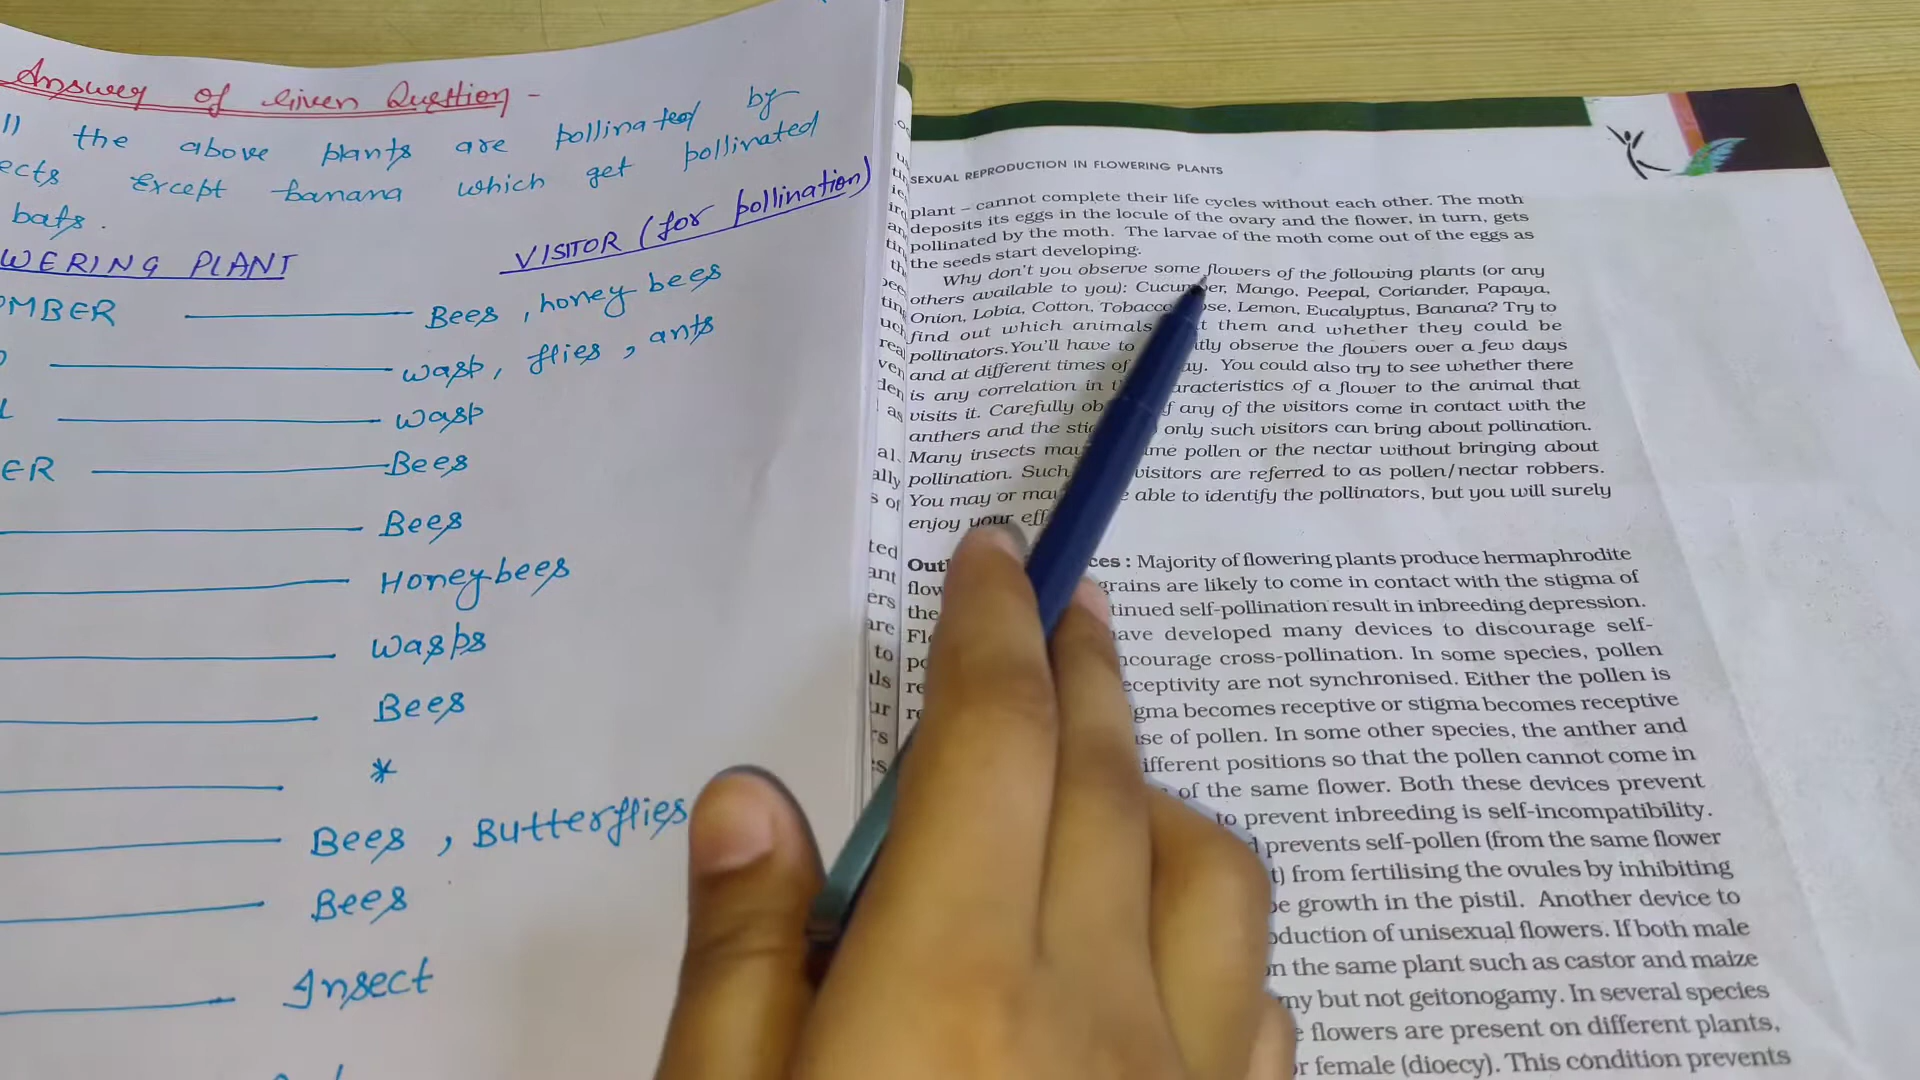 Answer of Given Question -
the above plants are pollinated by
ects Except banana which get pollinated
bats.
WERING PLANT VISITOR (for pollination)
OMBER Bees, honey bees
wasp, flies, ants
L wasp
ER Bees
Bees
Honeybees
Wasps
Bees
*
Bees, Butterflies
Bees
Insect
SEXUAL REPRODUCTION IN FLOWERING PLANTS
plant – cannot complete their life cycles without each other. The moth
deposits its eggs in the locule of the ovary and the flower, in turn, gets
pollinated by the moth. The larvae of the moth come out of the eggs as
the seeds start developing.
Why don't you observe some flowers of the following plants (or any
others available to you): Cucumber, Mango, Peepal, Coriander, Papaya,
Onion, Lobia, Cotton, Tobacco, Lemon, Eucalyptus, Banana? Try to
find out which animals them and whether they could be
pollinators. You'll have to observe the flowers over a few days
and at different times of ay. You could also try to see whether there
is any correlation in aracteristics of a flower to the animal that
visits it. Carefully ob f any of the visitors come in contact with the
anthers and the stig only such visitors can bring about pollination.
Many insects may me pollen or the nectar without bringing about
pollination. Such visitors are referred to as pollen/nectar robbers.
You may or may able to identify the pollinators, but you will surely
enjoy your eff
Out ces : Majority of flowering plants produce hermaphrodite
flow grains are likely to come in contact with the stigma of
the tinued self-pollination result in inbreeding depression.
Fl ave developed many devices to discourage self-
po ncourage cross-pollination. In some species, pollen
re eceptivity are not synchronised. Either the pollen is
re gma becomes receptive or stigma becomes receptive
se of pollen. In some other species, the anther and
ifferent positions so that the pollen cannot come in
of the same flower. Both these devices prevent
to prevent inbreeding is self-incompatibility.
d prevents self-pollen (from the same flower
t) from fertilising the ovules by inhibiting
be growth in the pistil. Another device to
oduction of unisexual flowers. If both male
on the same plant such as castor and maize
my but not geitonogamy. In several species
e flowers are present on different plants,
or female (dioecy). This condition prevents